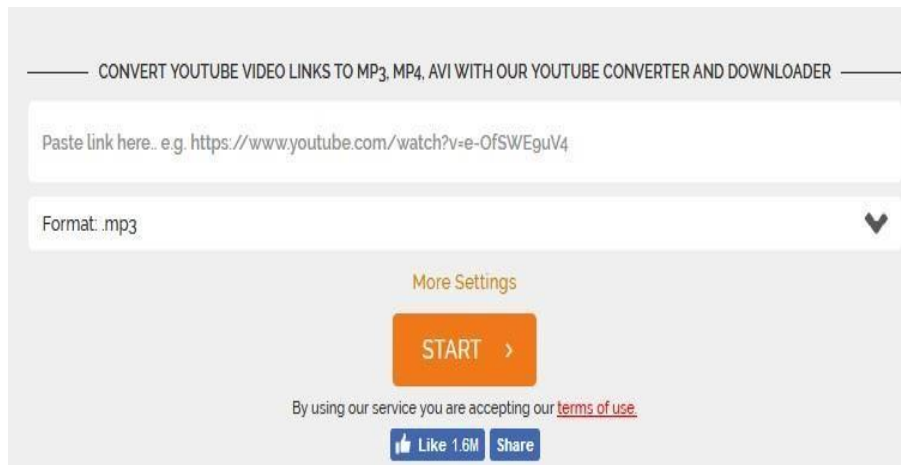 CONVERT YOUTUBE VIDEO LINKS TO MP3, MP4, AVI WITH OUR YOUTUBE CONVERTER AND DOWNLOADER
Paste link here.. e.g. https://www.youtube.com/watch?v=e-OfSWE9uV4
Format: .mp3
More Settings
START
By using our service you are accepting our terms of use.
Like 1.6M Share